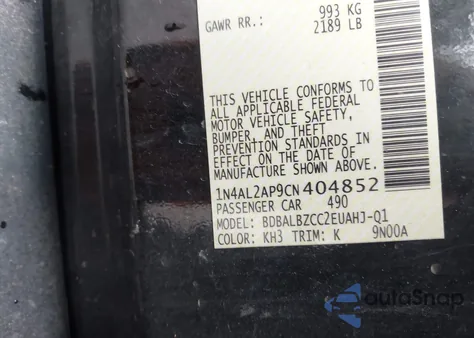 993 KG
GAWR RR.: 2189 LB
THIS VEHICLE CONFORMS TO
ALL APPLICABLE FEDERAL
MOTOR VEHICLE SAFETY,
BUMPER, AND THEFT
PREVENTION STANDARDS IN
EFFECT ON THE DATE OF
MANUFACTURE SHOWN ABOVE.
1N4AL2AP9CN404852
PASSENGER CAR 490
MODEL: BDBALBZCC2EUAHJ-Q1
COLOR: KH3 TRIM: K 9N00A
autoSnap